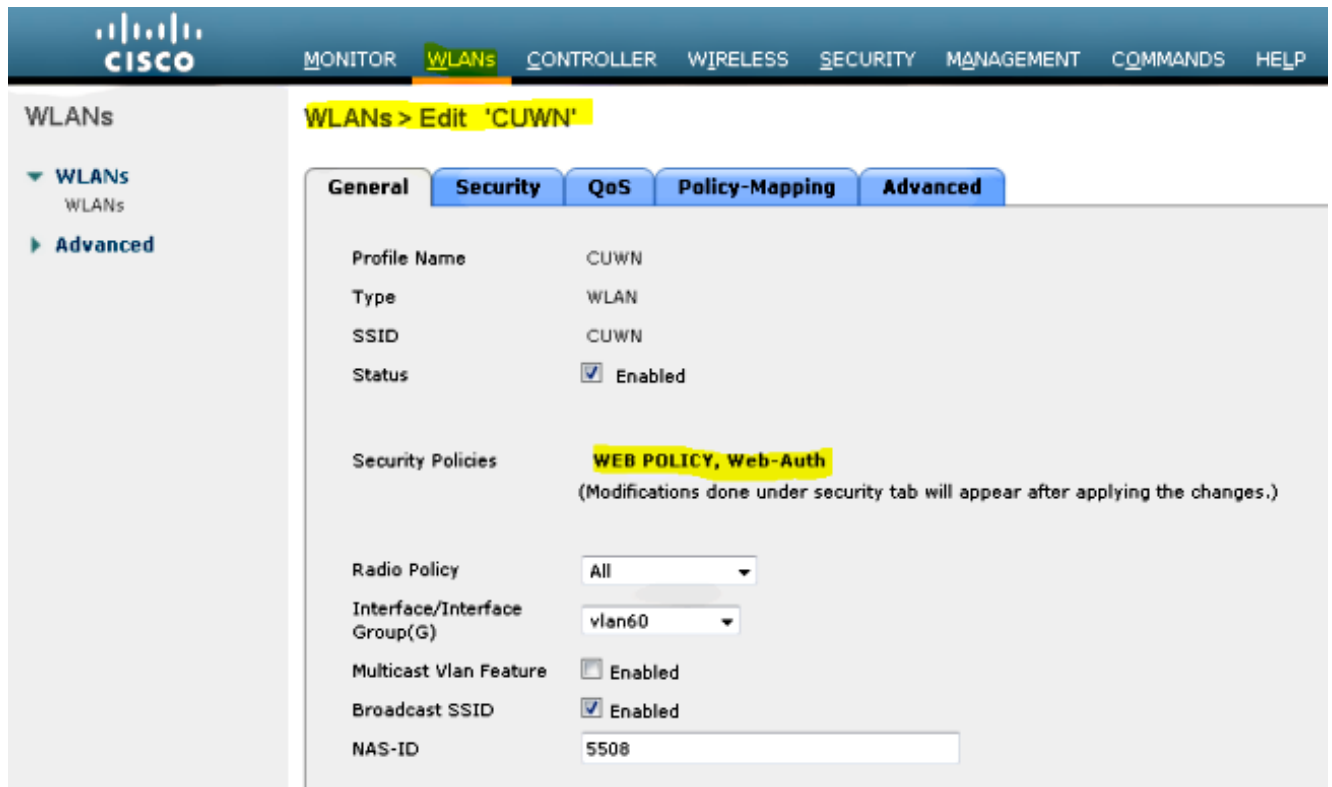 CISCO
MONITOR WLANs CONTROLLER WIRELESS SECURITY MANAGEMENT COMMANDS HELP
WLANs
WLANs
WLANs
Advanced
WLANs > Edit 'CUWN'
General Security QoS Policy-Mapping Advanced
Profile Name CUWN
Type WLAN
SSID CUWN
Status Enabled
Security Policies WEB POLICY, Web-Auth
(Modifications done under security tab will appear after applying the changes.)
Radio Policy All
Interface/Interface
Group(G) vlan60
Multicast Vlan Feature Enabled
Broadcast SSID Enabled
NAS-ID 5508